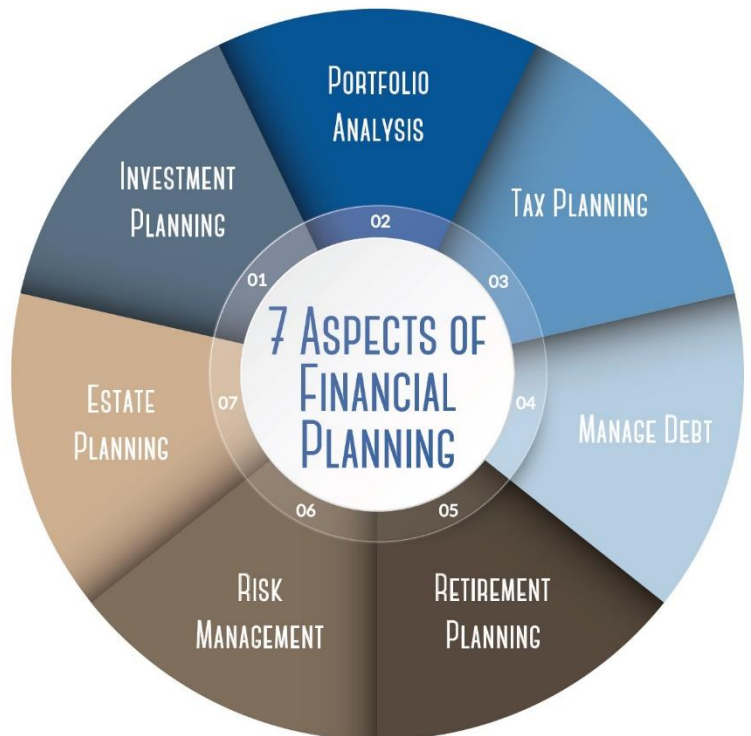 7 ASPECTS OF
FINANCIAL
PLANNING
01
INVESTMENT
PLANNING
02
PORTFOLIO
ANALYSIS
03
TAX PLANNING
04
MANAGE DEBT
05
RETIREMENT
PLANNING
06
RISK
MANAGEMENT
07
ESTATE
PLANNING